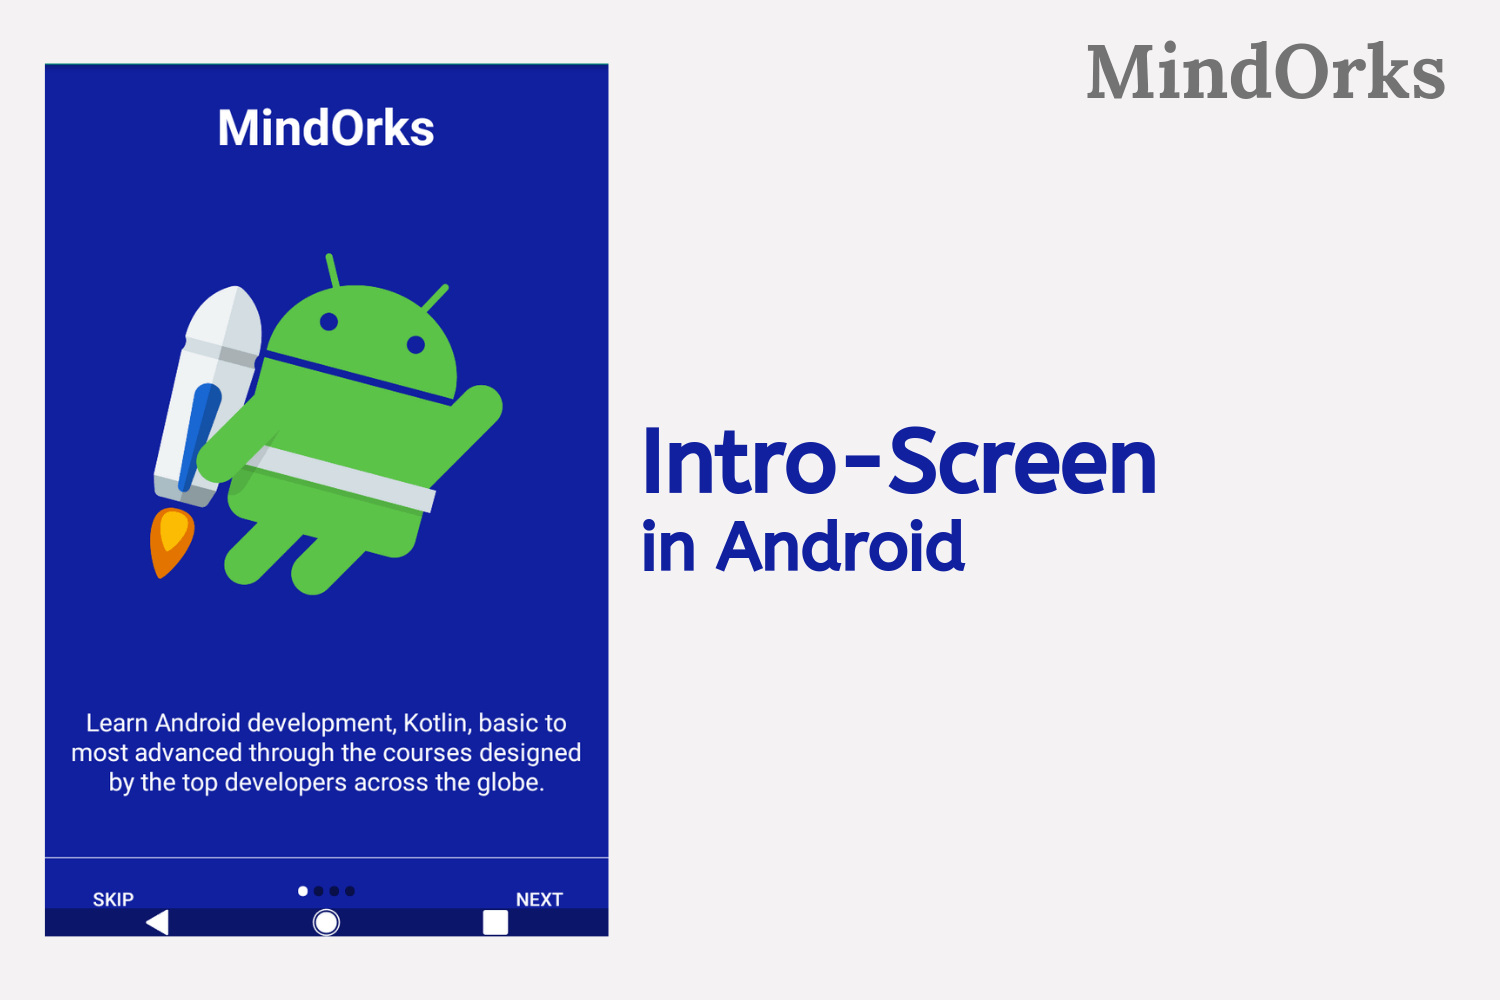 MindOrks
MindOrks
Intro-Screen
in Android
Learn Android development, Kotlin, basic to
most advanced through the courses designed
by the top developers across the globe.
SKIP
NEXT